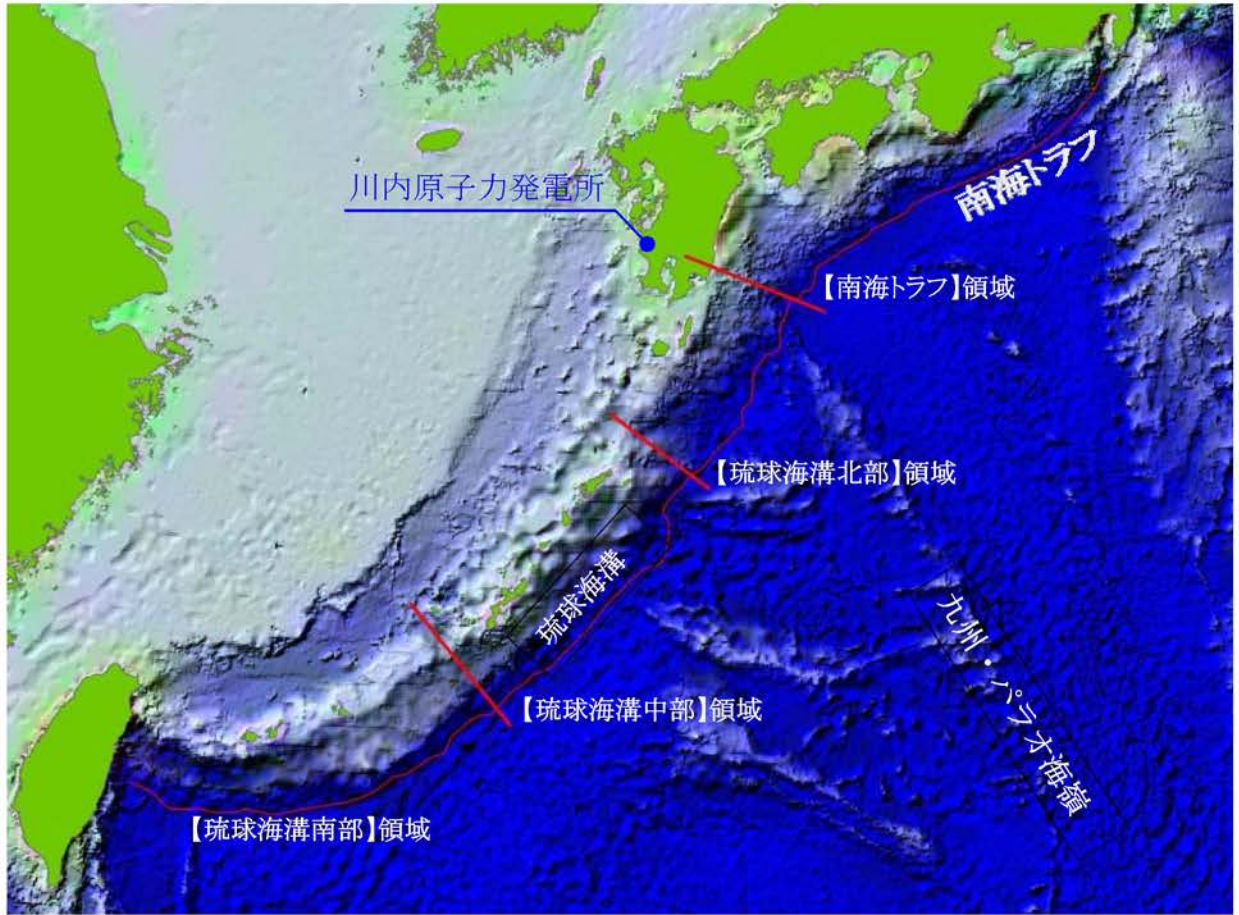 川内原子力発電所
南海トラフ
【南海トラフ】領域
【琉球海溝北部】領域
琉球海溝
九州・パラオ海嶺
【琉球海溝中部】領域
【琉球海溝南部】領域